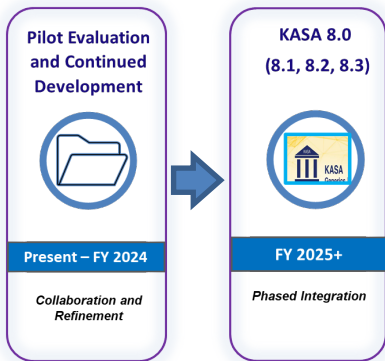 Pilot Evaluation
and Continued
Development
Present – FY 2024
Collaboration and
Refinement
KASA 8.0
(8.1, 8.2, 8.3)
KASA
FY 2025+
Phased Integration